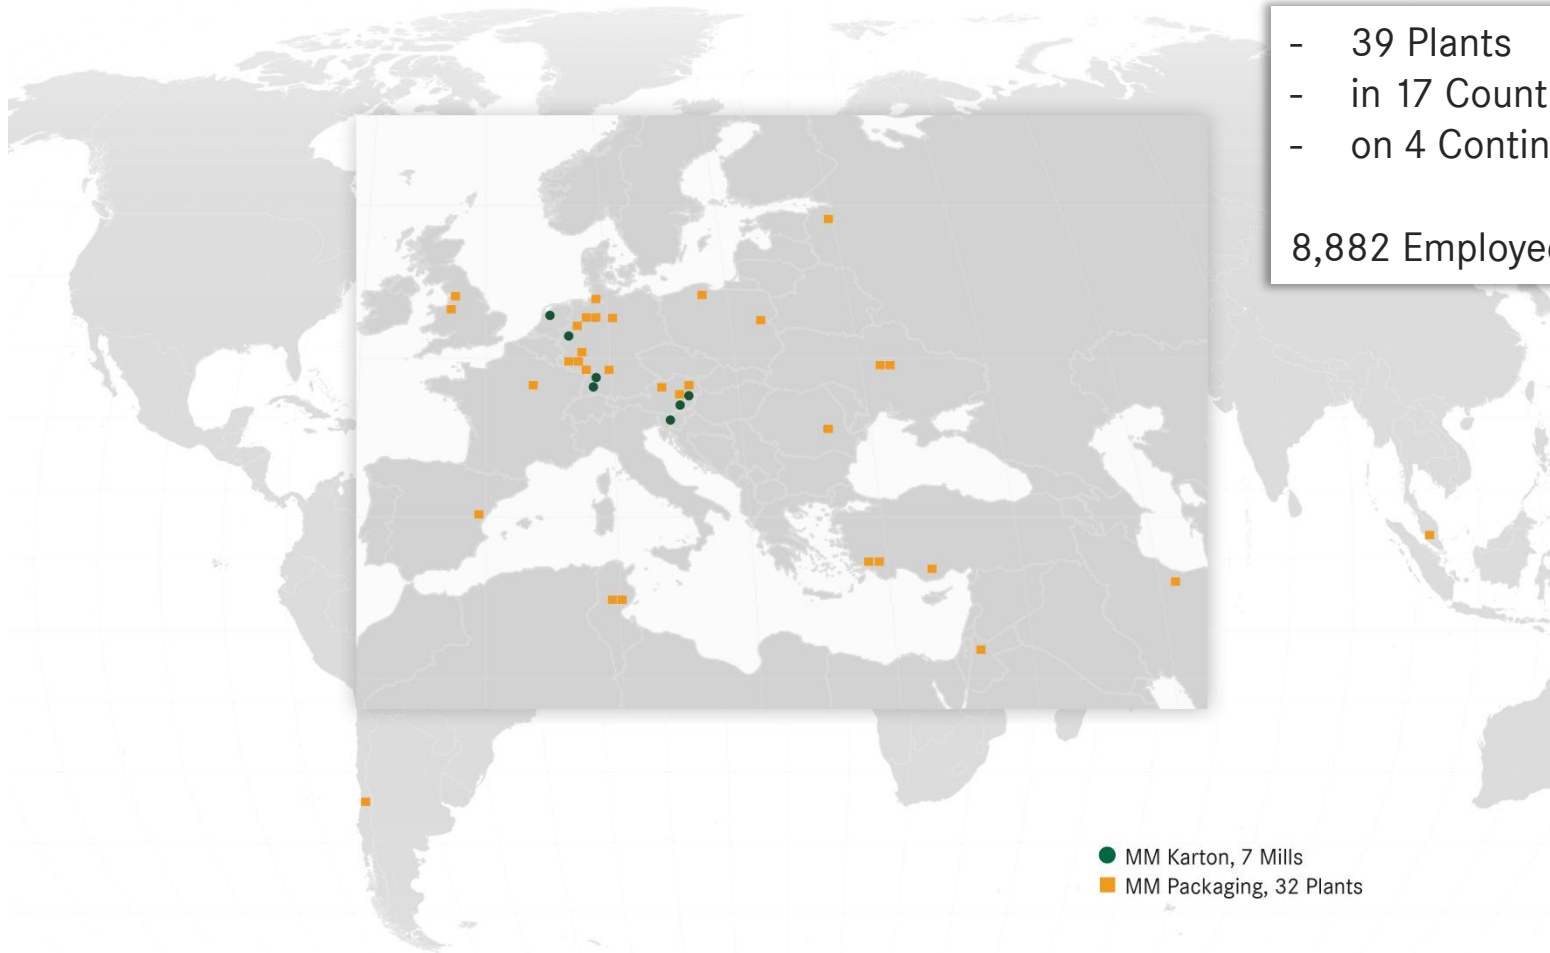 - 39 Plants
- in 17 Count
- on 4 Contin
8,882 Employe
MM Karton, 7 Mills
MM Packaging, 32 Plants